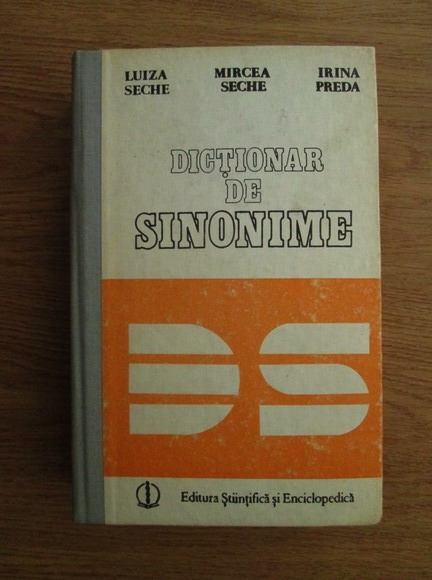 LUIZA MIRCEA IRINA
SECHE SECHE PREDA
DICȚIONAR
DE
SINONIME
DS
Editura Științifică și Enciclopedică